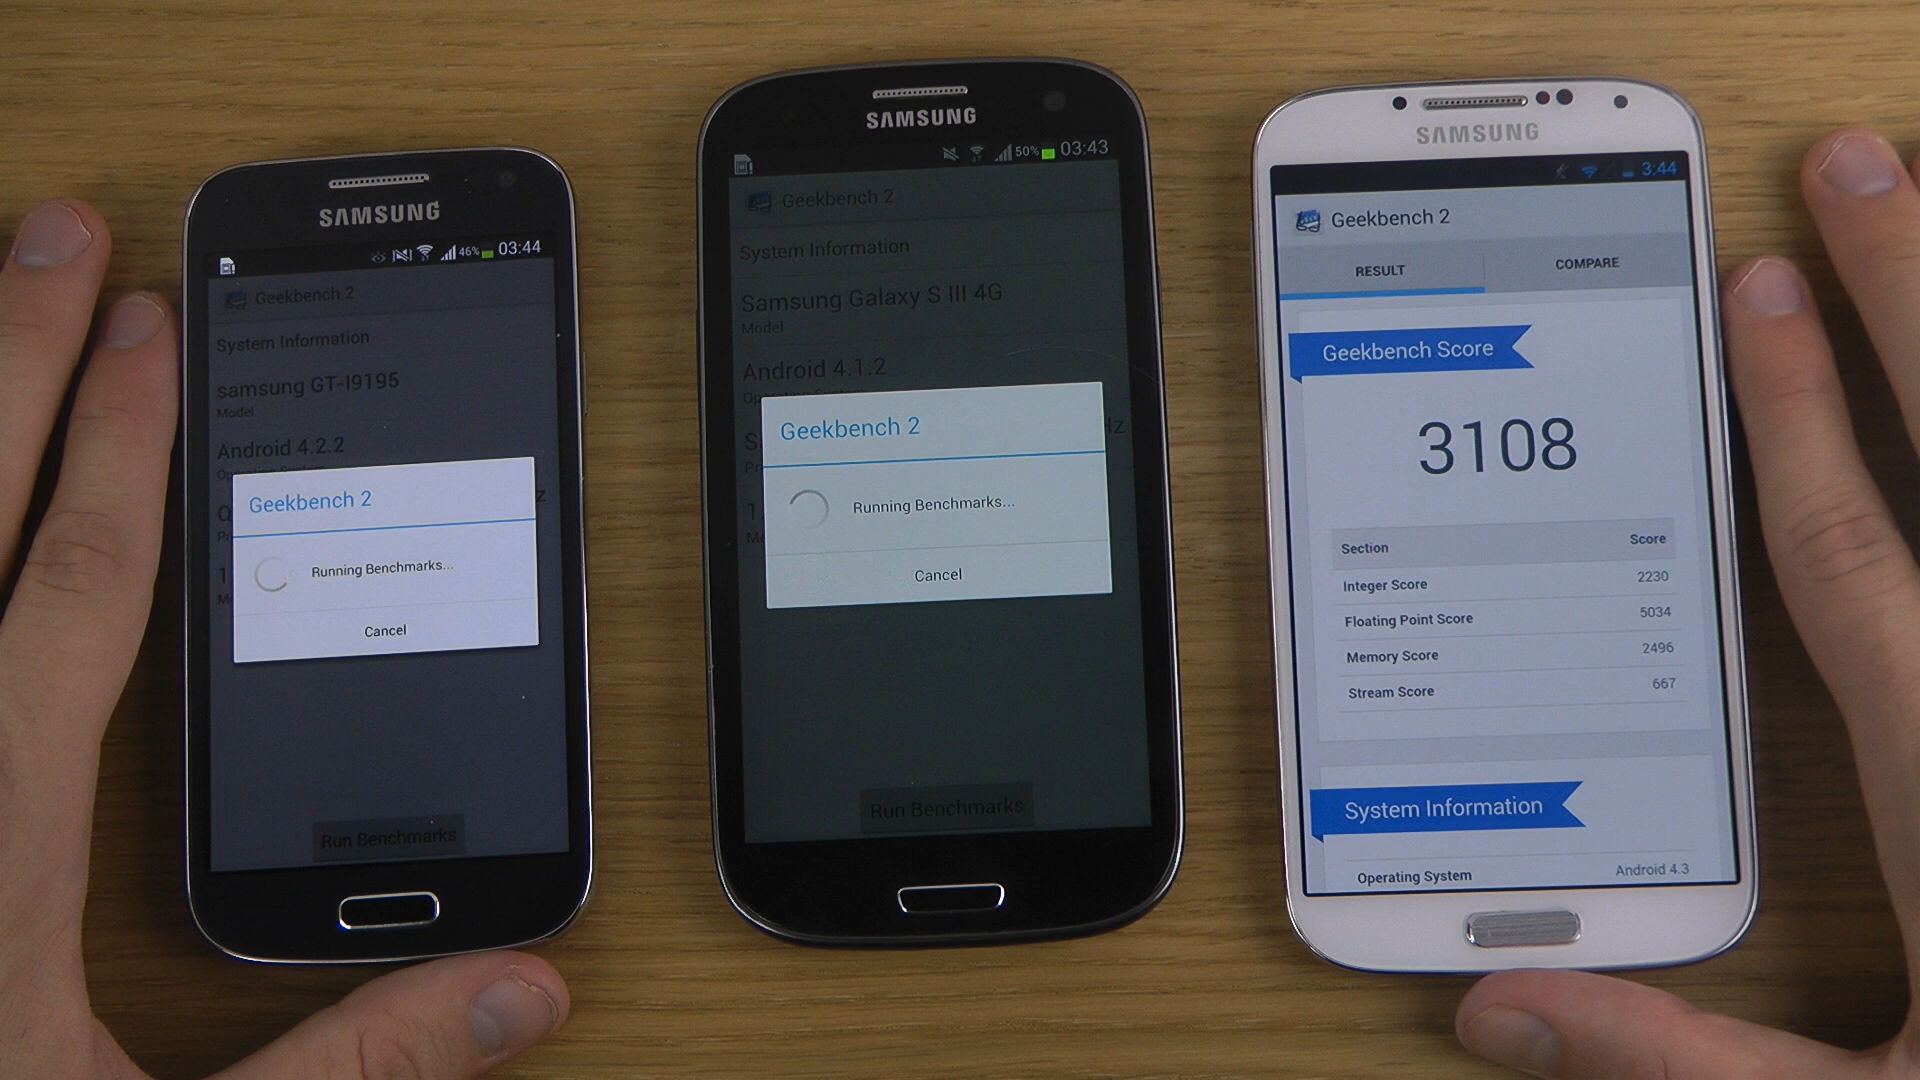 SAMSUNG
46% 03:44
Geekbench 2
System Information
samsung GT-I9195
Model
Android 4.2.2
Geekbench 2
Running Benchmarks...
Cancel
Run Benchmarks
SAMSUNG
50% 03:43
Geekbench 2
System Information
Samsung Galaxy S III 4G
Model
Android 4.1.2
Geekbench 2
Running Benchmarks...
Cancel
Run Benchmarks
SAMSUNG
3:44
Geekbench 2
RESULT COMPARE
Geekbench Score
3108
Section Score
Integer Score 2230
Floating Point Score 5034
Memory Score 2496
Stream Score 667
System Information
Operating System Android 4.3